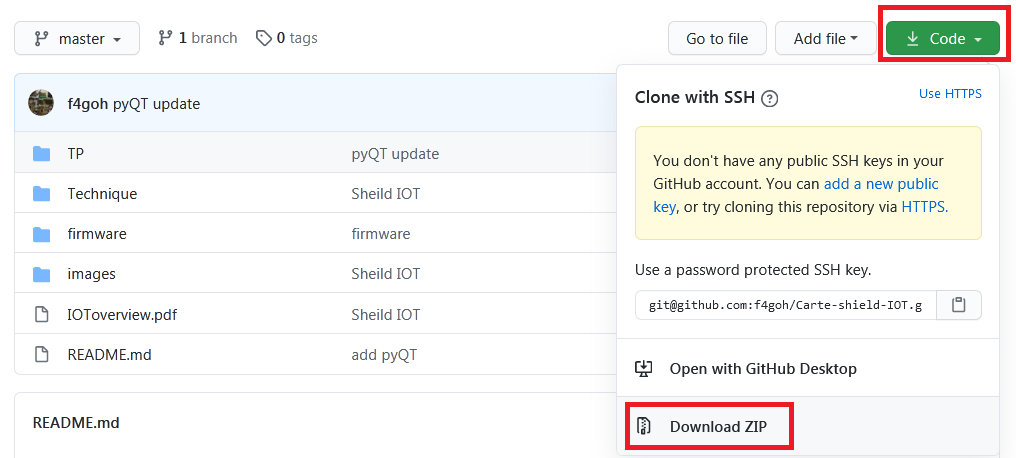 master
1 branch
0 tags
Go to file
Add file
Code
f4goh pyQT update
TP
pyQT update
Technique
Sheild IOT
firmware
firmware
images
Sheild IOT
IOToverview.pdf
Sheild IOT
README.md
add pyQT
README.md
Clone with SSH ?
Use HTTPS
You don't have any public SSH keys in your
GitHub account. You can add a new public
key, or try cloning this repository via HTTPS.
Use a password protected SSH key.
git@github.com:f4goh/Carte-shield-IOT.g
Open with GitHub Desktop
Download ZIP